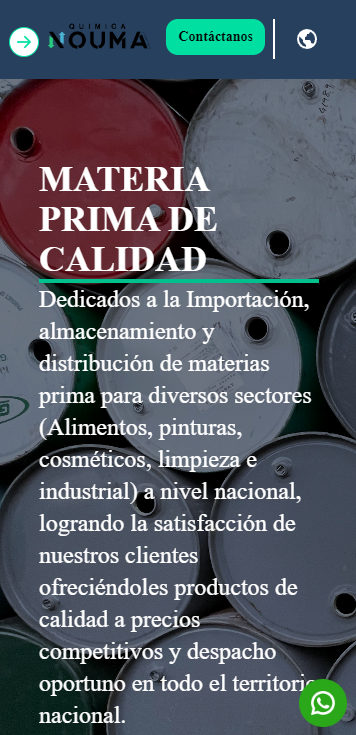 QUIMICA
NOUMA
Contáctanos
MATERIA
PRIMA DE
CALIDAD
Dedicados a la Importación,
almacenamiento y
distribución de materias
prima para diversos sectores
(Alimentos, pinturas,
cosméticos, limpieza e
industrial) a nivel nacional,
logrando la satisfacción de
nuestros clientes
ofreciéndoles productos de
calidad a precios
competitivos y despacho
oportuno en todo el territorio
nacional.